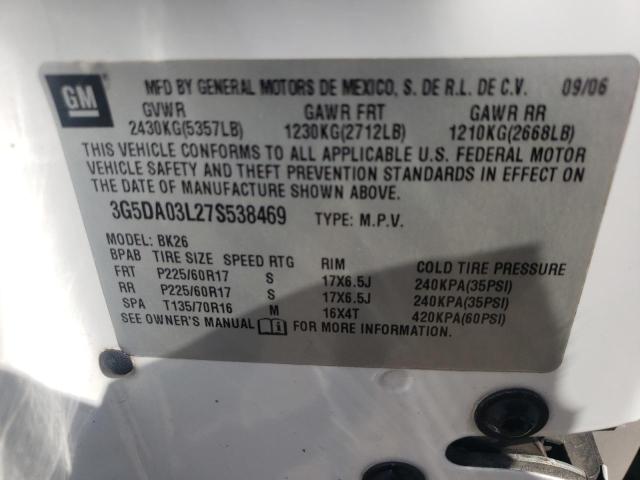 GM MFD BY GENERAL MOTORS DE MEXICO, S. DE R.L. DE C.V. 09/06
GVWR GAWR FRT GAWR RR
2430KG(5357LB) 1230KG(2712LB) 1210KG(2668LB)
THIS VEHICLE CONFORMS TO ALL APPLICABLE U.S. FEDERAL MOTOR
VEHICLE SAFETY AND THEFT PREVENTION STANDARDS IN EFFECT ON
THE DATE OF MANUFACTURE SHOWN ABOVE.
3G5DA03L27S538469 TYPE: M.P.V.
MODEL: BK26
BPAB TIRE SIZE SPEED RTG RIM COLD TIRE PRESSURE
FRT P225/60R17 S 17X6.5J 240KPA(35PSI)
RR P225/60R17 S 17X6.5J 240KPA(35PSI)
SPA T135/70R16 M 16X4T 420KPA(60PSI)
SEE OWNER'S MANUAL FOR MORE INFORMATION.